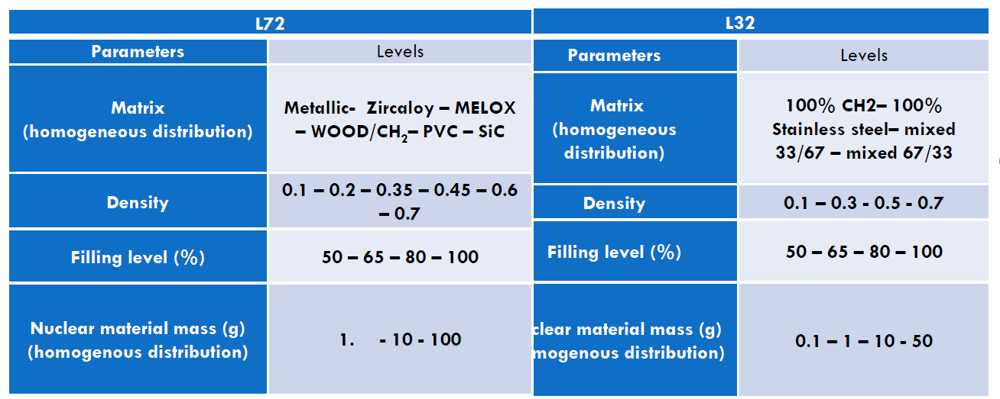 L72
Parameters
Levels
Matrix
(homogeneous distribution)
Metallic- Zircaloy – MELOX
– WOOD/CH2– PVC – SiC
Density
0.1 – 0.2 – 0.35 – 0.45 – 0.6
– 0.7
Filling level (%)
50 – 65 – 80 – 100
Nuclear material mass (g)
(homogenous distribution)
1. - 10 - 100
L32
Parameters
Levels
Matrix
(homogeneous
distribution)
100% CH2– 100%
Stainless steel– mixed
33/67 – mixed 67/33
Density
0.1 – 0.3 - 0.5 - 0.7
Filling level (%)
50 – 65 – 80 – 100
clear material mass (g)
mogenous distribution)
0.1 – 1 – 10 - 50